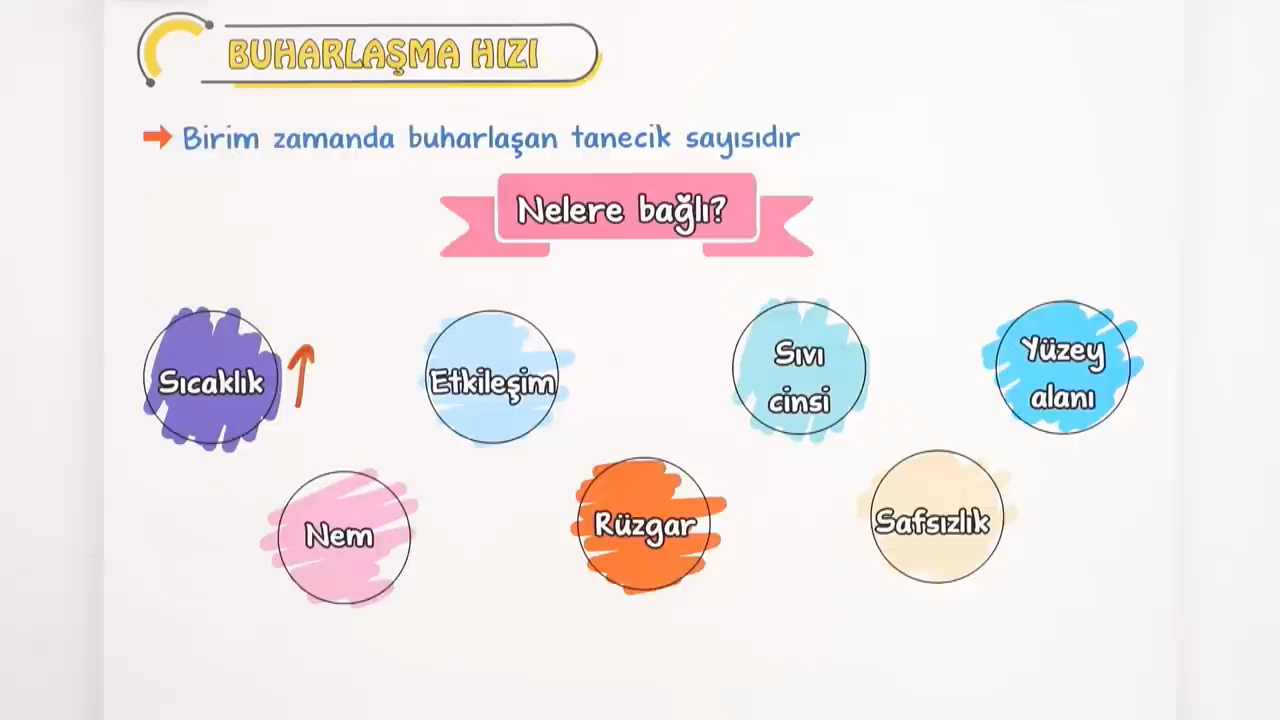 BUHARLAŞMA HIZI
Birim zamanda buharlaşan tanecik sayısıdır
Nelere bağlı?
Sıcaklık
Etkileşim
Sıvı
cinsi
Yüzey
alanı
Nem
Rüzgar
Safsızlık